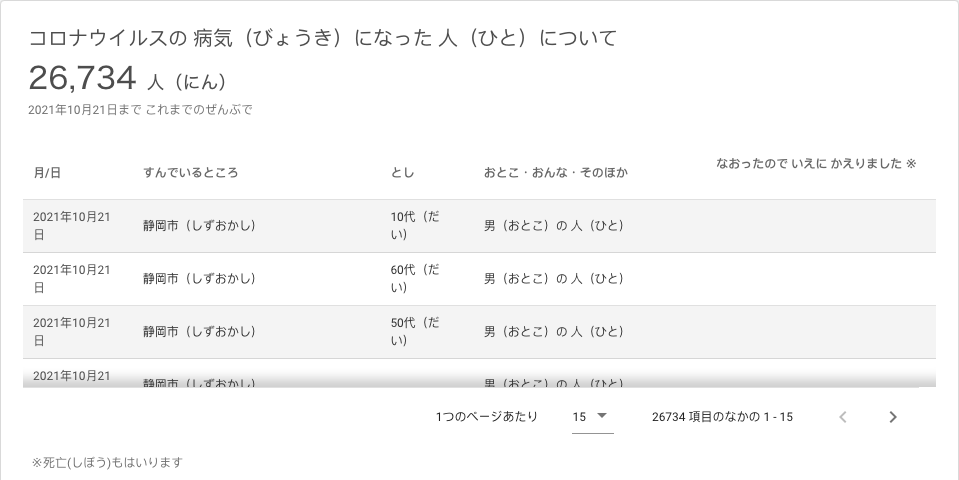 コロナウイルスの 病気（びょうき）になった 人（ひと）について
26,734 人（にん）
2021年10月21日まで これまでのぜんぶで
月/日 すんでいるところ とし おとこ・おんな・そのほか なおったので いえに かえりました ※
2021年10月21日 静岡市（しずおかし） 10代（だい） 男（おとこ）の 人（ひと）
2021年10月21日 静岡市（しずおかし） 60代（だい） 男（おとこ）の 人（ひと）
2021年10月21日 静岡市（しずおかし） 50代（だい） 男（おとこ）の 人（ひと）
2021年10月21 静岡市（しずおかし） 男（おとこ）の 人（ひと）
1つのページあたり 15 26734 項目のなかの 1 - 15
※死亡(しぼう)もはいります